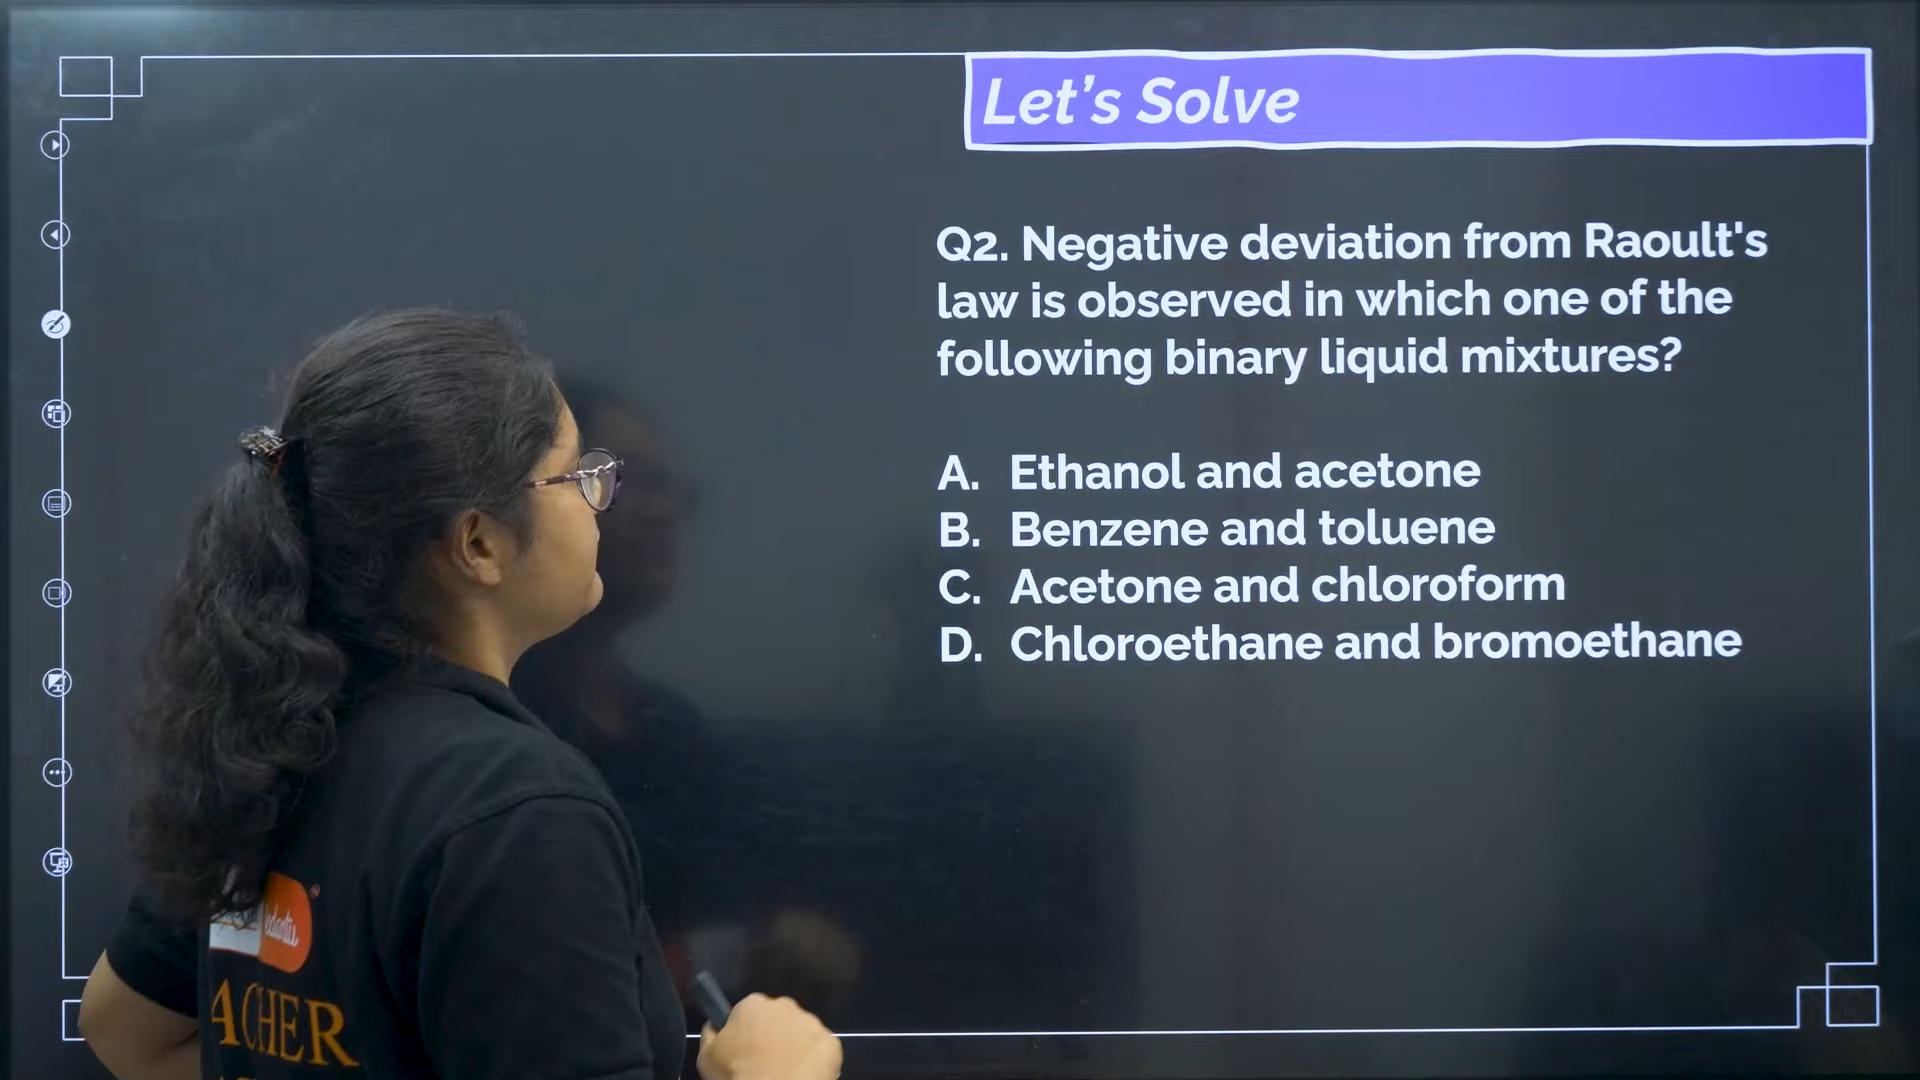 Let's Solve
Q2. Negative deviation from Raoult's
law is observed in which one of the
following binary liquid mixtures?
A. Ethanol and acetone
B. Benzene and toluene
C. Acetone and chloroform
D. Chloroethane and bromoethane
ACHER